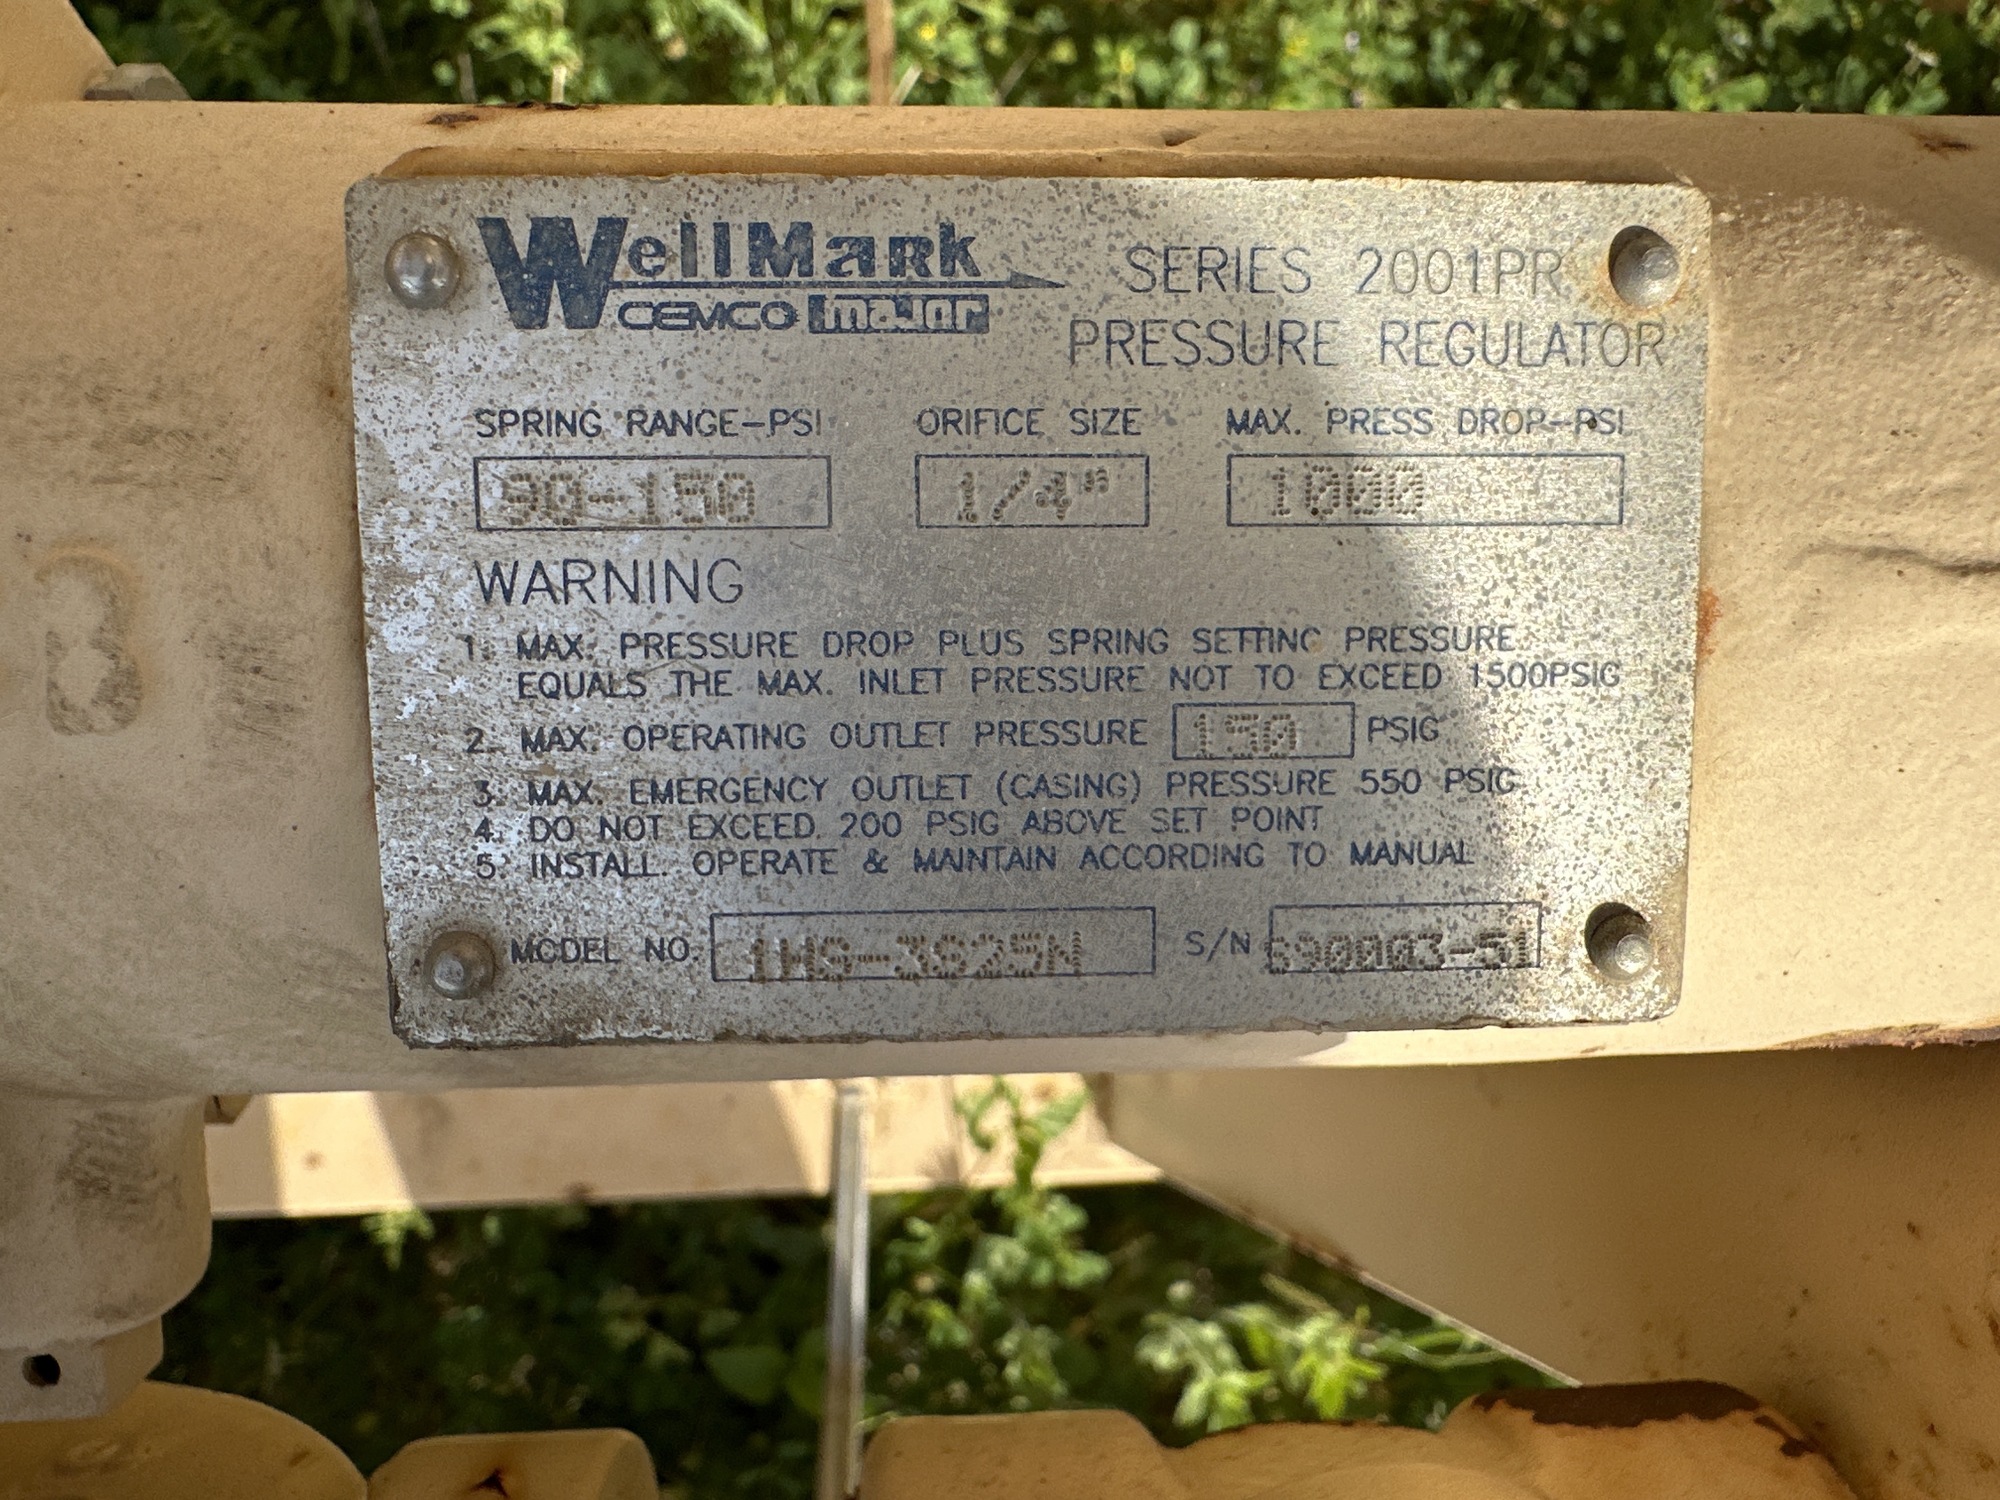 WellMark
CEMCO major
SERIES 2001PR
PRESSURE REGULATOR
SPRING RANGE-PSI ORIFICE SIZE MAX. PRESS DROP-PSI
90-150 1/4" 1000
WARNING
1. MAX. PRESSURE DROP PLUS SPRING SETTING PRESSURE
EQUALS THE MAX. INLET PRESSURE NOT TO EXCEED 1500PSIG
2. MAX. OPERATING OUTLET PRESSURE 150 PSIG
3. MAX. EMERGENCY OUTLET (CASING) PRESSURE 550 PSIG
4. DO NOT EXCEED 200 PSIG ABOVE SET POINT
5. INSTALL. OPERATE & MAINTAIN ACCORDING TO MANUAL
MODEL NO. S/N 690003-51